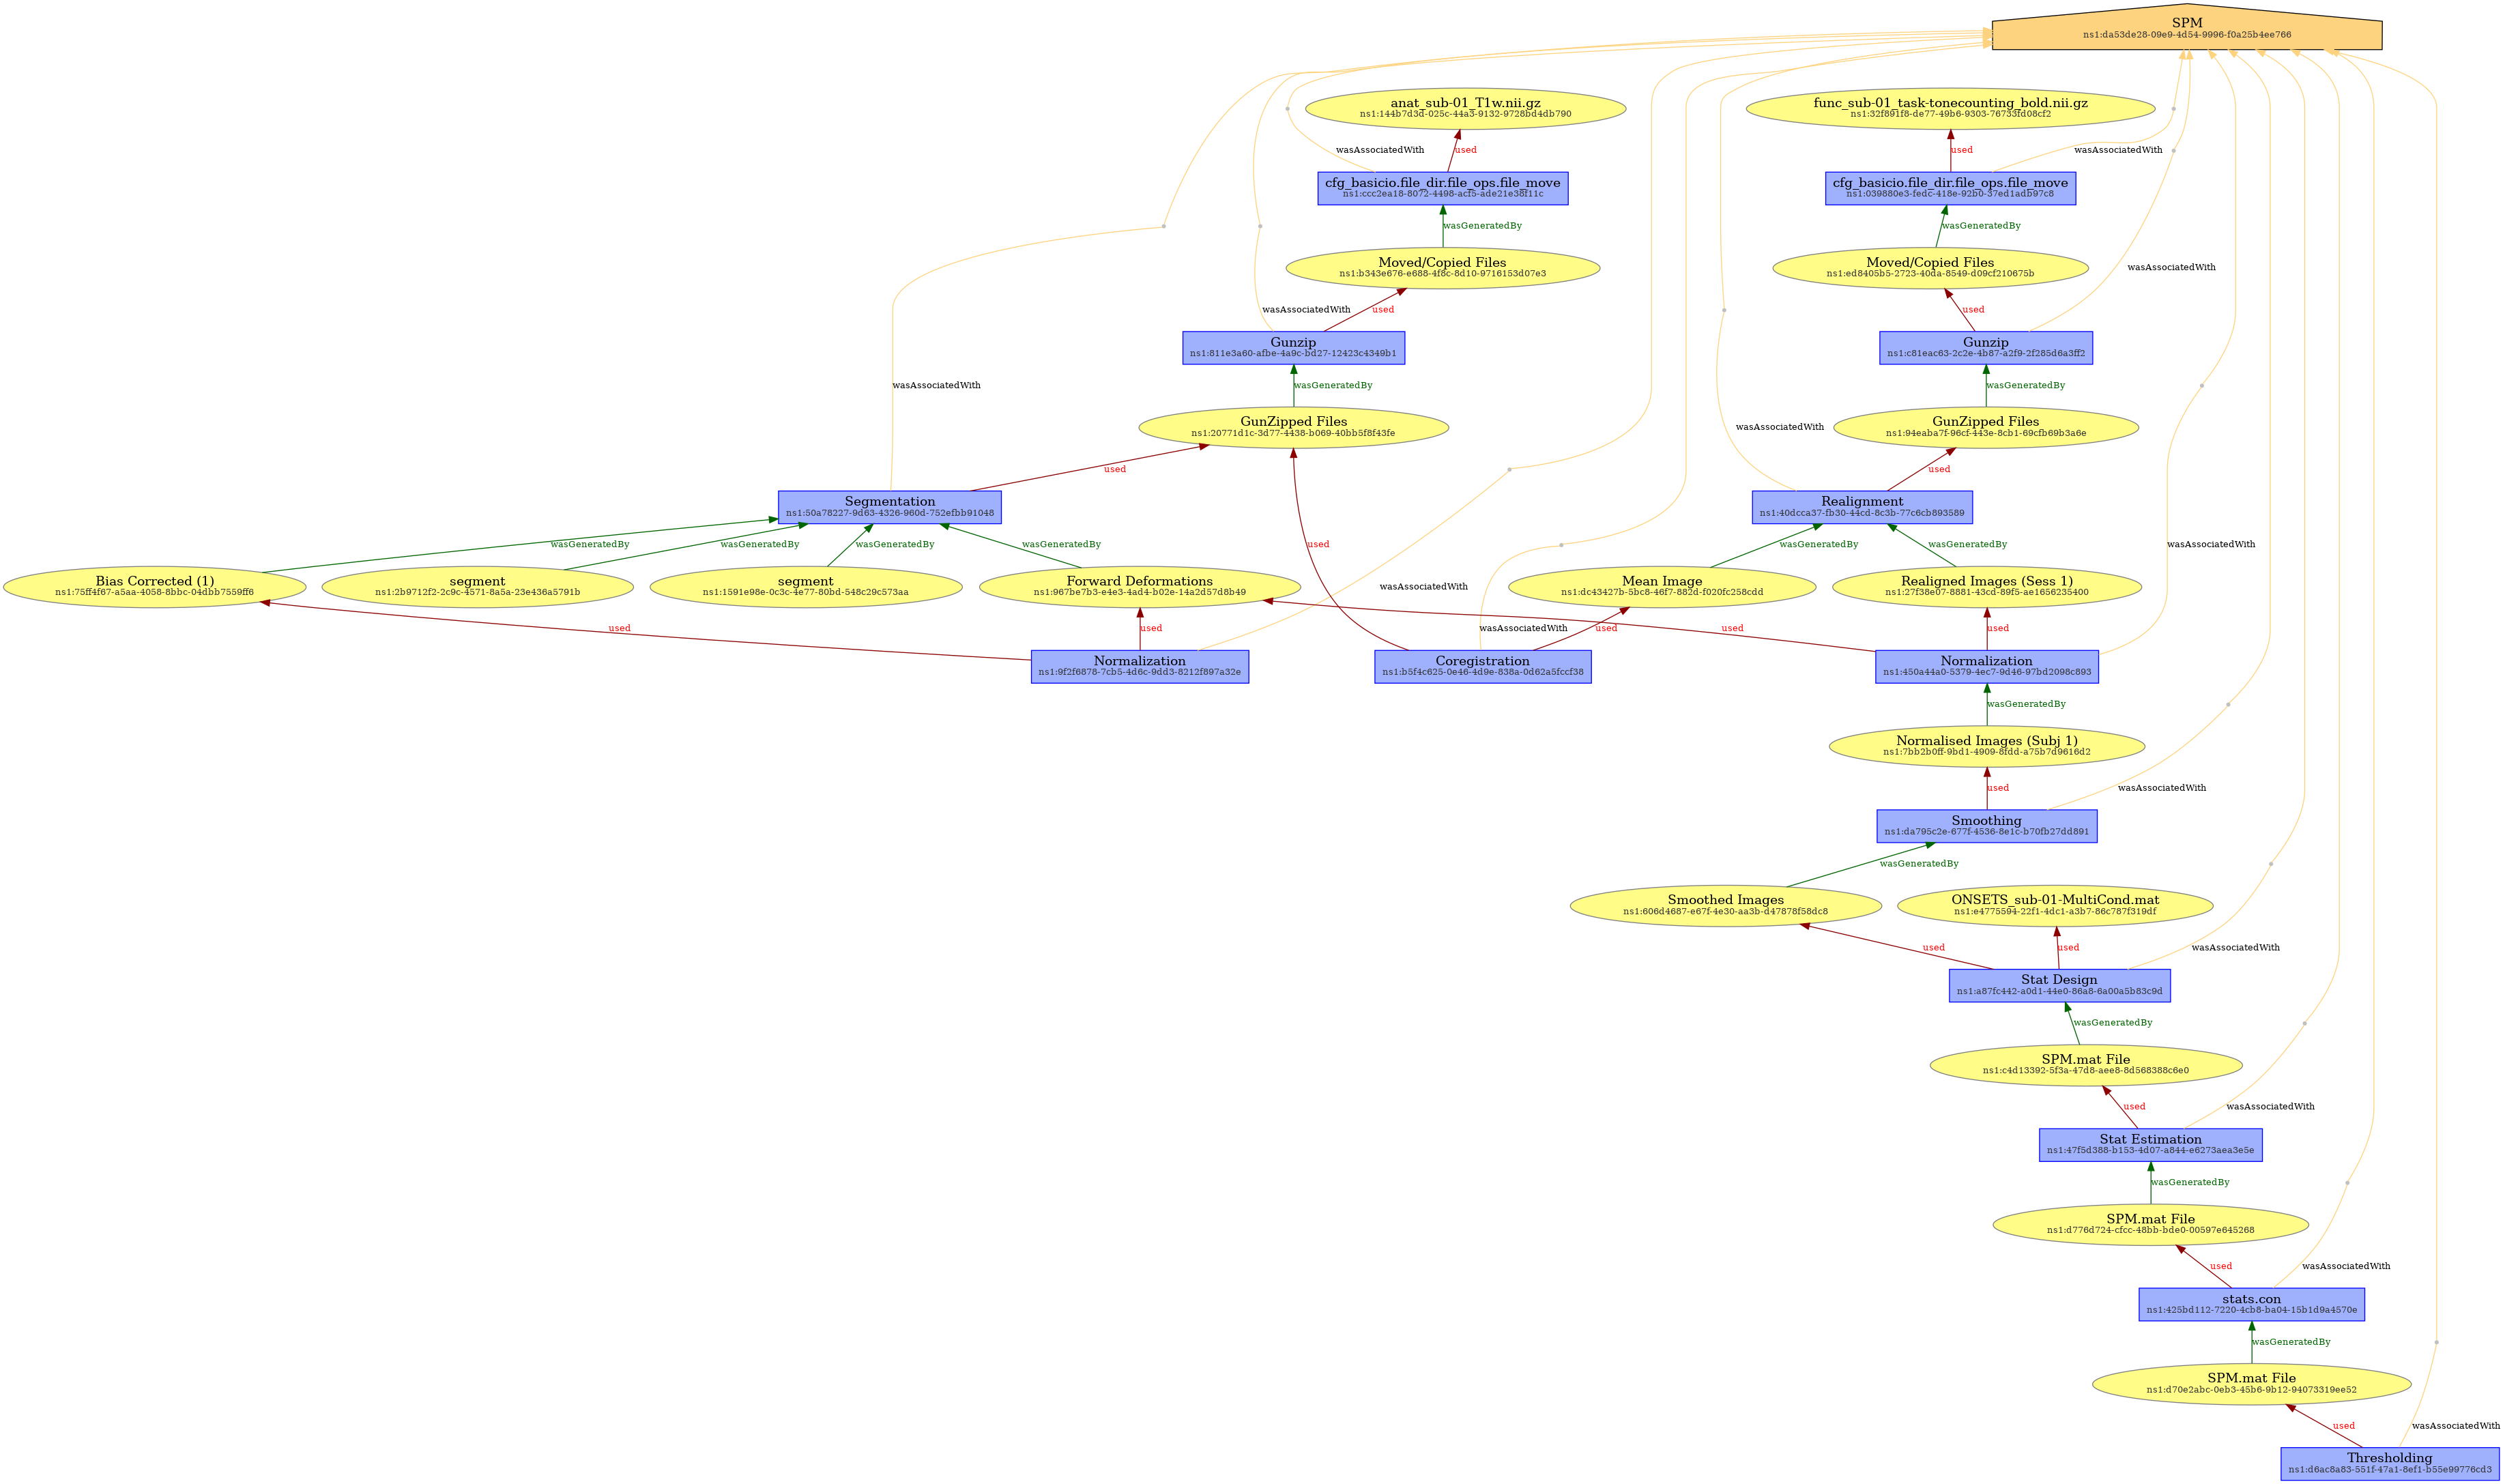 SPM
ns1:da53de28-09e9-4d54-9996-f0a25b4ee766
anat_sub-01_T1w.nii.gz
ns1:144b7d3d-025c-44a3-9132-9728bd4db790
func_sub-01_task-tonecounting_bold.nii.gz
ns1:32f891f8-de77-49b6-9303-76733fd08cf2
wasAssociatedWith
used
used
wasAssociatedWith
cfg_basicio.file_dir.file_ops.file_move
ns1:ccc2ea18-8072-4498-acf5-ade21e38f11c
cfg_basicio.file_dir.file_ops.file_move
ns1:039880e3-fedc-418e-92b0-37ed1adb97c8
wasGeneratedBy
wasGeneratedBy
Moved/Copied Files
ns1:b343e676-e688-4f8c-8d10-9716153d07e3
Moved/Copied Files
ns1:ed8405b5-2723-40da-8549-d09cf210675b
wasAssociatedWith
wasAssociatedWith
used
used
Gunzip
ns1:811e3a60-afbe-4a9c-bd27-12423c4349b1
Gunzip
ns1:c81eac63-2c2e-4b87-a2f9-2f285d6a3ff2
wasAssociatedWith
wasGeneratedBy
wasGeneratedBy
GunZipped Files
ns1:20771d1c-3d77-4438-b069-40bb5f8f43fe
GunZipped Files
ns1:94eaba7f-96cf-443e-8cb1-69cfb69b3a6e
wasAssociatedWith
used
used
Segmentation
ns1:50a78227-9d63-4326-960d-752efbb91048
Realignment
ns1:40dcca37-fb30-44cd-8c3b-77c6cb893589
wasGeneratedBy
wasGeneratedBy
wasGeneratedBy
wasGeneratedBy
used
wasGeneratedBy
wasGeneratedBy
wasAssociatedWith
Bias Corrected (1)
ns1:75ff4f67-a5aa-4058-8bbc-04dbb7559ff6
segment
ns1:2b9712f2-2c9c-4571-8a5a-23e436a5791b
segment
ns1:1591e98e-0c3c-4e77-80bd-548c29c573aa
Forward Deformations
ns1:967be7b3-e4e3-4ad4-b02e-14a2d57d8b49
Mean Image
ns1:dc43427b-5bc8-46f7-882d-f020fc258cdd
Realigned Images (Sess 1)
ns1:27f38e07-8881-43cd-89f5-ae1656235400
wasAssociatedWith
used
used
wasAssociatedWith
used
used
used
Normalization
ns1:9f2f6878-7cb5-4d6c-9dd3-8212f897a32e
Coregistration
ns1:b5f4c625-0e46-4d9e-838a-0d62a5fccf38
Normalization
ns1:450a44a0-5379-4ec7-9d46-97bd2098c893
wasGeneratedBy
Normalised Images (Subj 1)
ns1:7bb2b0ff-9bd1-4909-8fdd-a75b7d9616d2
used
wasAssociatedWith
Smoothing
ns1:da795c2e-677f-4536-8e1c-b70fb27dd891
wasGeneratedBy
Smoothed Images
ns1:606d4687-e67f-4e30-aa3b-d47878f58dc8
ONSETS_sub-01-MultiCond.mat
ns1:e4775594-22f1-4dc1-a3b7-86c787f319df
used
used
wasAssociatedWith
Stat Design
ns1:a87fc442-a0d1-44e0-86a8-6a00a5b83c9d
wasGeneratedBy
SPM.mat File
ns1:c4d13392-5f3a-47d8-aee8-8d568388c6e0
used
wasAssociatedWith
Stat Estimation
ns1:47f5d388-b153-4d07-a844-e6273aea3e5e
wasGeneratedBy
SPM.mat File
ns1:d776d724-cfcc-48bb-bde0-00597e645268
used
wasAssociatedWith
stats.con
ns1:425bd112-7220-4cb8-ba04-15b1d9a4570e
wasGeneratedBy
SPM.mat File
ns1:d70e2abc-0eb3-45b6-9b12-94073319ee52
used
wasAssociatedWith
Thresholding
ns1:d6ac8a83-551f-47a1-8ef1-b55e99776cd3